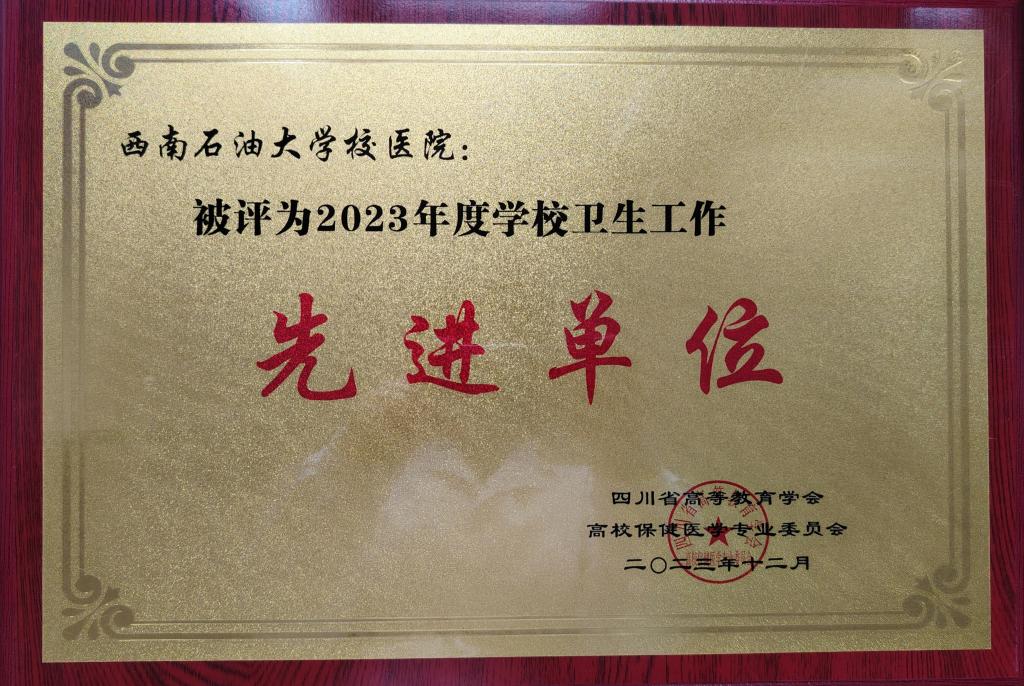 西南石油大学校医院：
被评为2023年度学校卫生工作
先进单位
四川省高等教育学会
高校保健医学专业委员会
二〇二三年十二月